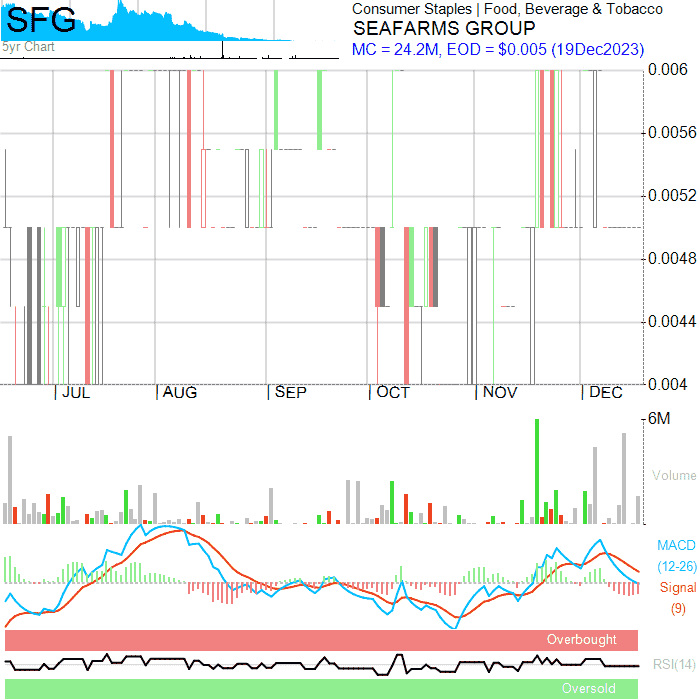 SFG
5yr Chart
Consumer Staples | Food, Beverage & Tobacco
SEAFARMS GROUP
MC = 24.2M, EOD = $0.005 (19Dec2023)
0.006
0.0056
0.0052
0.0048
0.0044
0.004
JUL AUG SEP OCT NOV DEC
6M
Volume
MACD
(12-26)
Signal
(9)
Overbought
RSI(14)
Oversold